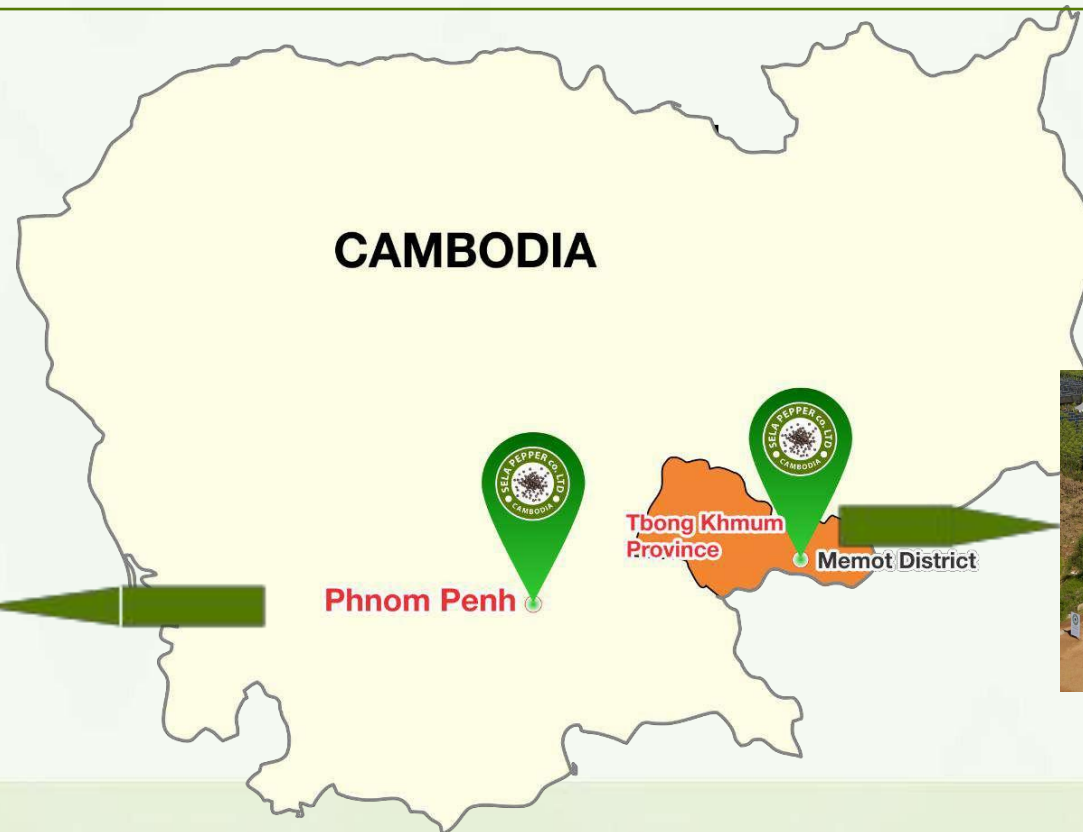 CAMBODIA
SELA PEPPER co. LTD
CAMBODIA
SELA PEPPER co. LTD
CAMBODIA
Tbong Khmum
Province
Memot District
Phnom Penh